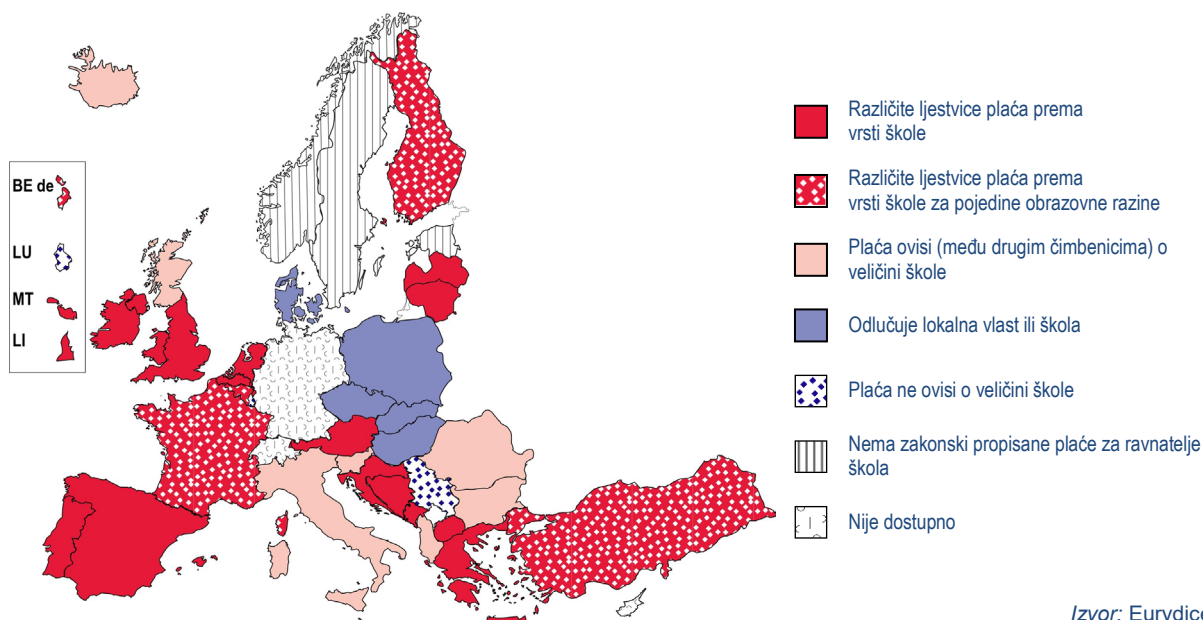 BE de
LU
MT
LI
Različite ljestvice plaća prema
vrsti škole
Različite ljestvice plaća prema
vrsti škole za pojedine obrazovne razine
Plaća ovisi (među drugim čimbenicima) o
veličini škole
Odlučuje lokalna vlast ili škola
Plaća ne ovisi o veličini škole
Nema zakonski propisane plaće za ravnatelje
škola
Nije dostupno
Izvor: Eurydice